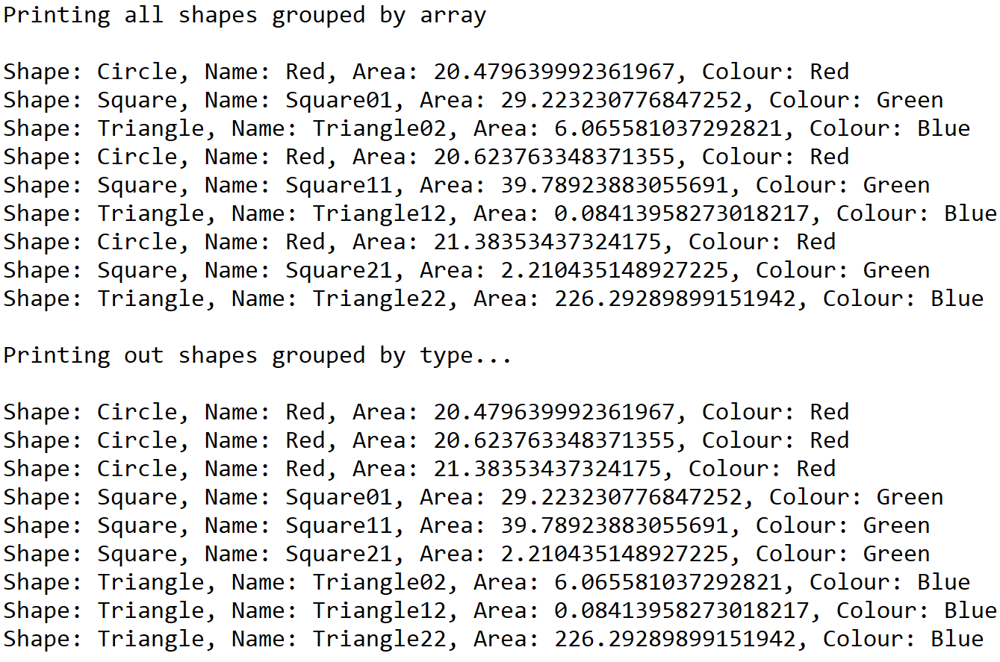 Printing all shapes grouped by array
Shape: Circle, Name: Red, Area: 20.479639992361967, Colour: Red
Shape: Square, Name: Square01, Area: 29.223230776847252, Colour: Green
Shape: Triangle, Name: Triangle02, Area: 6.065581037292821, Colour: Blue
Shape: Circle, Name: Red, Area: 20.623763348371355, Colour: Red
Shape: Square, Name: Square11, Area: 39.78923883055691, Colour: Green
Shape: Triangle, Name: Triangle12, Area: 0.08413958273018217, Colour: Blue
Shape: Circle, Name: Red, Area: 21.38353437324175, Colour: Red
Shape: Square, Name: Square21, Area: 2.210435148927225, Colour: Green
Shape: Triangle, Name: Triangle22, Area: 226.29289899151942, Colour: Blue
Printing out shapes grouped by type...
Shape: Circle, Name: Red, Area: 20.479639992361967, Colour: Red
Shape: Circle, Name: Red, Area: 20.623763348371355, Colour: Red
Shape: Circle, Name: Red, Area: 21.38353437324175, Colour: Red
Shape: Square, Name: Square01, Area: 29.223230776847252, Colour: Green
Shape: Square, Name: Square11, Area: 39.78923883055691, Colour: Green
Shape: Square, Name: Square21, Area: 2.210435148927225, Colour: Green
Shape: Triangle, Name: Triangle02, Area: 6.065581037292821, Colour: Blue
Shape: Triangle, Name: Triangle12, Area: 0.08413958273018217, Colour: Blue
Shape: Triangle, Name: Triangle22, Area: 226.29289899151942, Colour: Blue